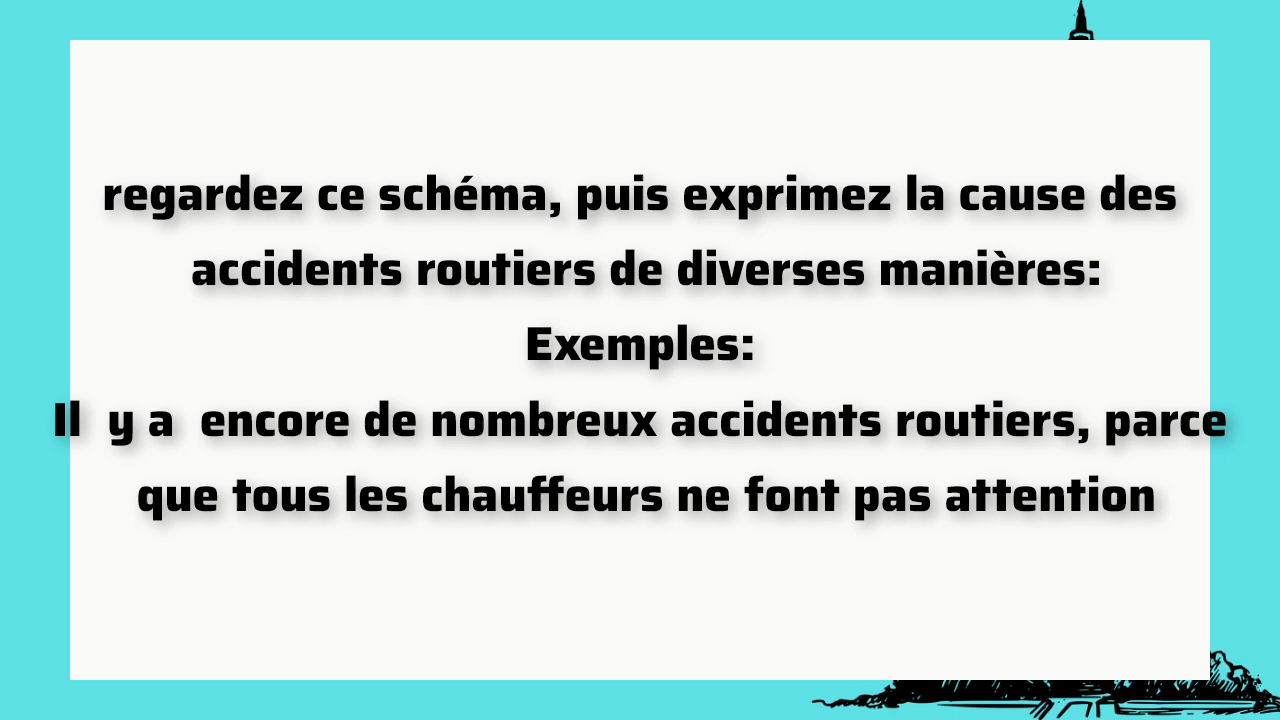 regardez ce schéma, puis exprimez la cause des
accidents routiers de diverses manières:
Exemples:
Il y a encore de nombreux accidents routiers, parce
que tous les chauffeurs ne font pas attention